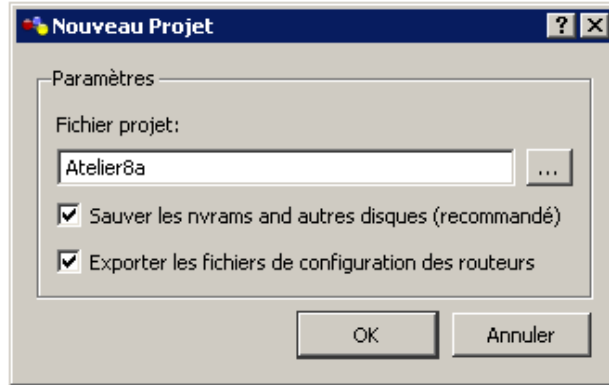 Nouveau Projet
Paramètres
Fichier projet:
Atelier8a
...
Sauver les nvrams and autres disques (recommandé)
Exporter les fichiers de configuration des routeurs
OK
Annuler